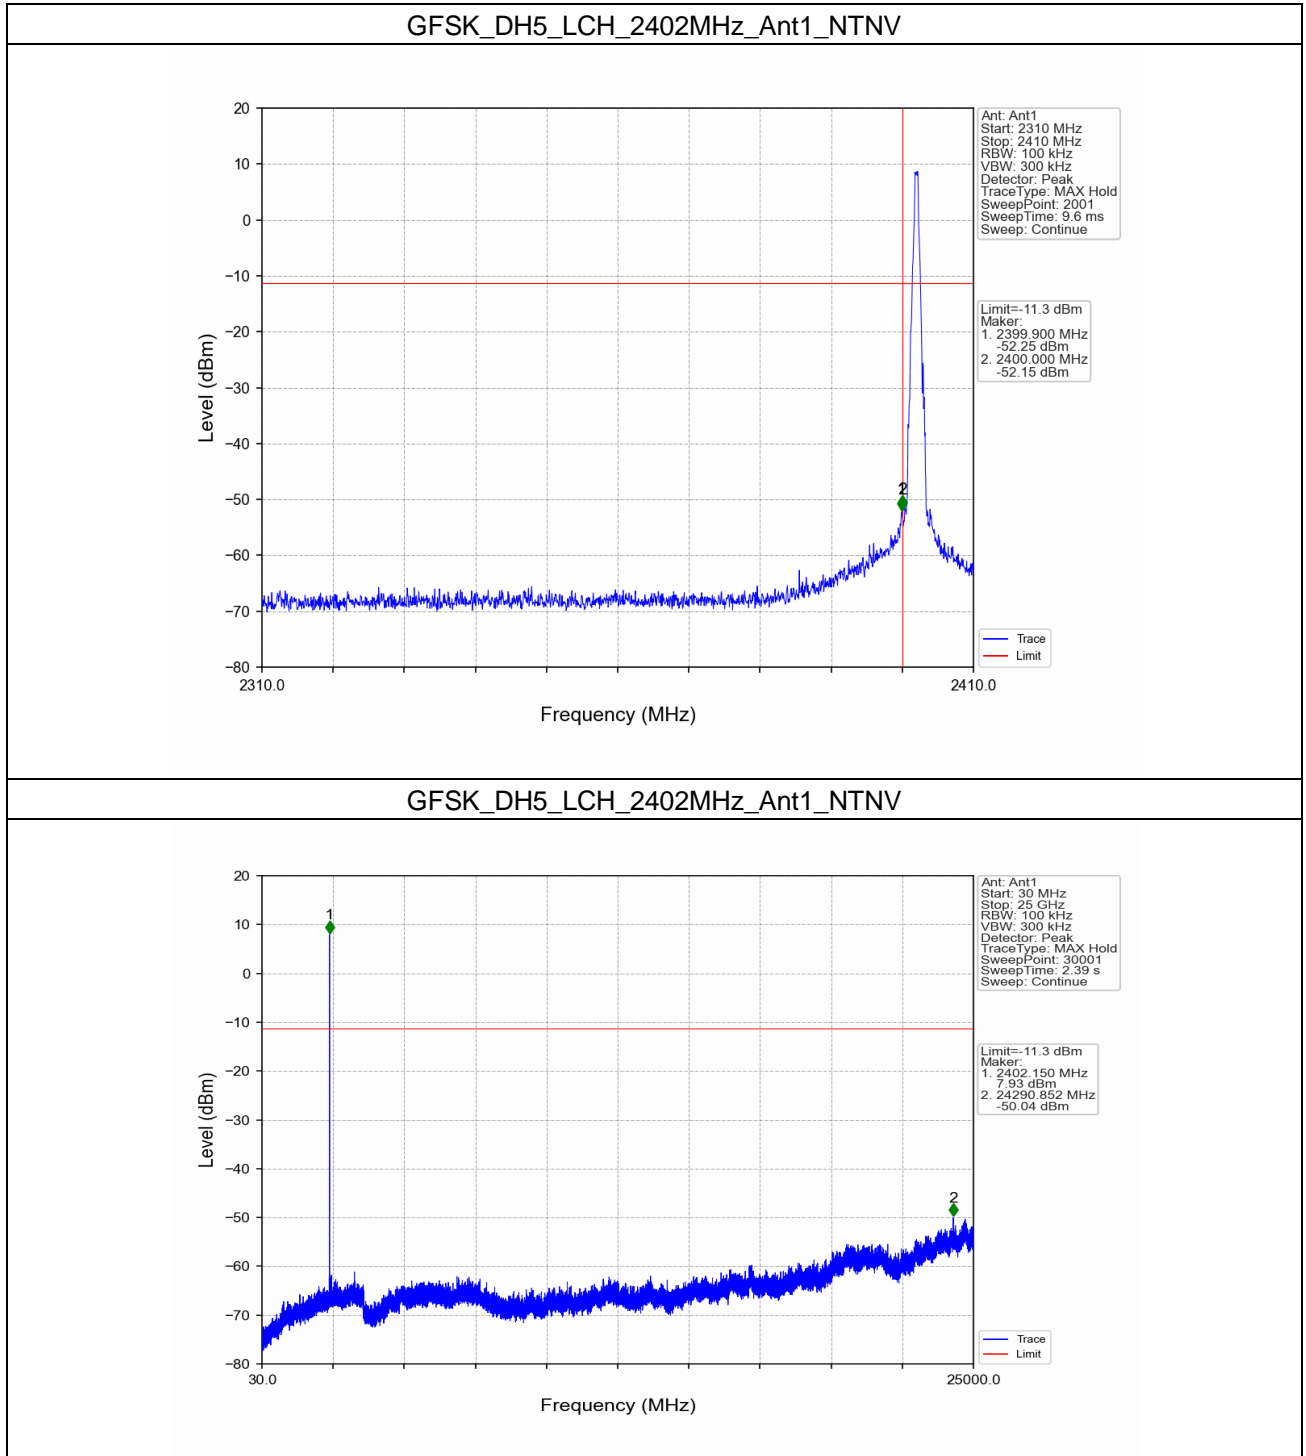 GFSK_DH5_LCH_2402MHz_Ant1_NTNV
20
10
0
−10
−20
−30
−40
−50
−60
−70
−80
Level (dBm)
2310.0
2410.0
Frequency (MHz)
2
Ant: Ant1
Start: 2310 MHz
Stop: 2410 MHz
RBW: 100 kHz
VBW: 300 kHz
Detector: Peak
TraceType: MAX Hold
SweepPoint: 2001
SweepTime: 9.6 ms
Sweep: Continue
Limit=-11.3 dBm
Maker:
1. 2399.900 MHz
-52.25 dBm
2. 2400.000 MHz
-52.15 dBm
Trace
Limit
GFSK_DH5_LCH_2402MHz_Ant1_NTNV
20
10
0
−10
−20
−30
−40
−50
−60
−70
−80
Level (dBm)
30.0
25000.0
Frequency (MHz)
1
2
Ant: Ant1
Start: 30 MHz
Stop: 25 GHz
RBW: 100 kHz
VBW: 300 kHz
Detector: Peak
TraceType: MAX Hold
SweepPoint: 30001
SweepTime: 2.39 s
Sweep: Continue
Limit=-11.3 dBm
Maker:
1. 2402.150 MHz
7.93 dBm
2. 24290.852 MHz
-50.04 dBm
Trace
Limit